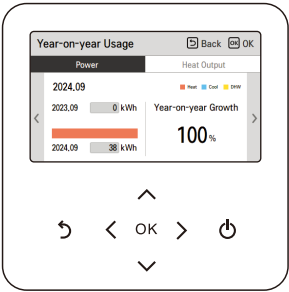 Year-on-year Usage Back OK OK
Power Heat Output
2024.09 Heat Cool DHW
2023.09 0 kWh Year-on-year Growth
100%
2024.09 38 kWh
OK